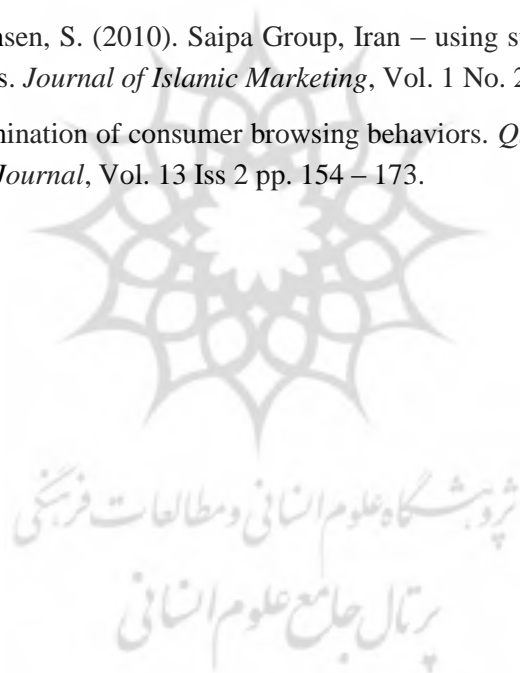 nsen, S. (2010). Saipa Group, Iran – using s
s. Journal of Islamic Marketing, Vol. 1 No. 2
mination of consumer browsing behaviors. Q
Journal, Vol. 13 Iss 2 pp. 154 – 173.
پژوهشگاه علوم انسانی و مطالعات فرهنگی
پرتال جامع علوم انسانی